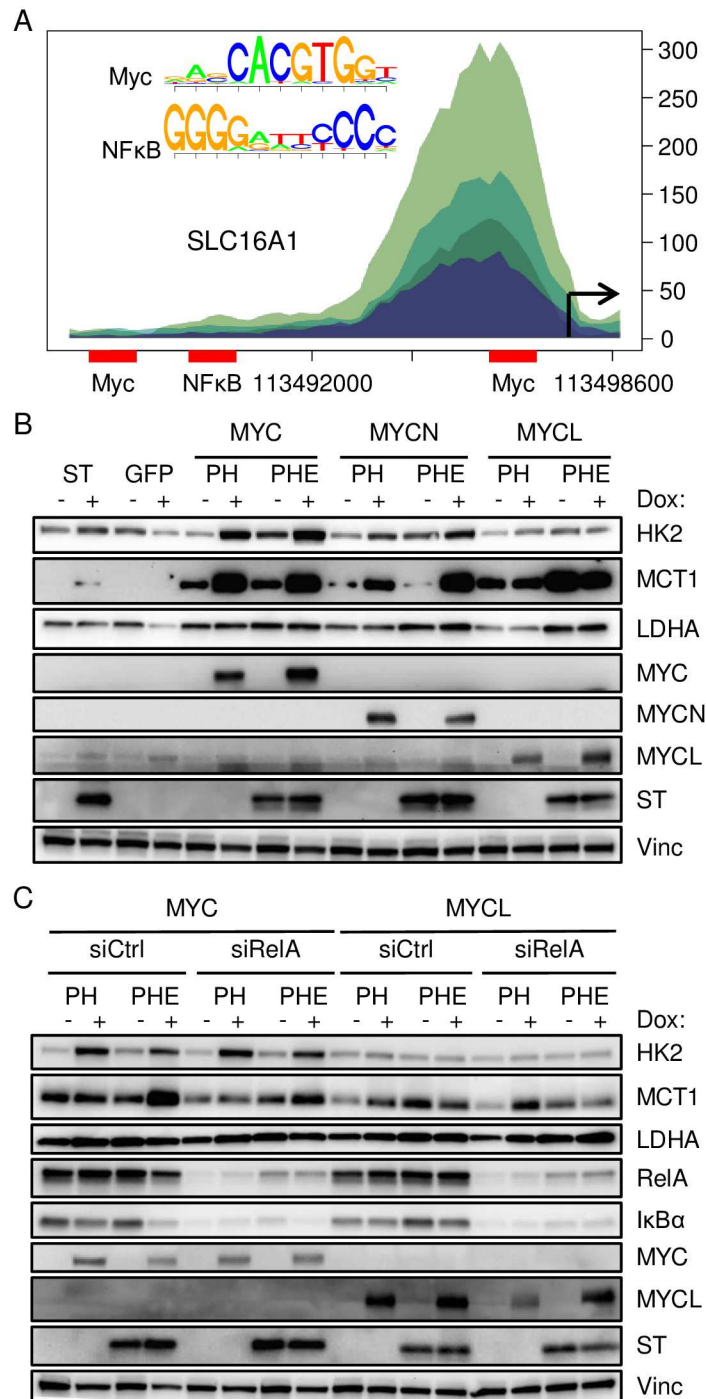 A
Myc CACGTGGT
NFκB GGGGATTCCCC
SLC16A1
300
250
200
150
100
50
0
Myc NFκB 113492000 Myc 113498600
B
MYC MYCN MYCL
ST GFP PH PHE PH PHE PH PHE
- + - + - + - + - + - + - + - + Dox:
HK2
MCT1
LDHA
MYC
MYCN
MYCL
ST
Vinc
C
MYC MYCL
siCtrl siRelA siCtrl siRelA
PH PHE PH PHE PH PHE PH PHE
- + - + - + - + - + - + - + - + Dox:
HK2
MCT1
LDHA
RelA
IκBα
MYC
MYCL
ST
Vinc